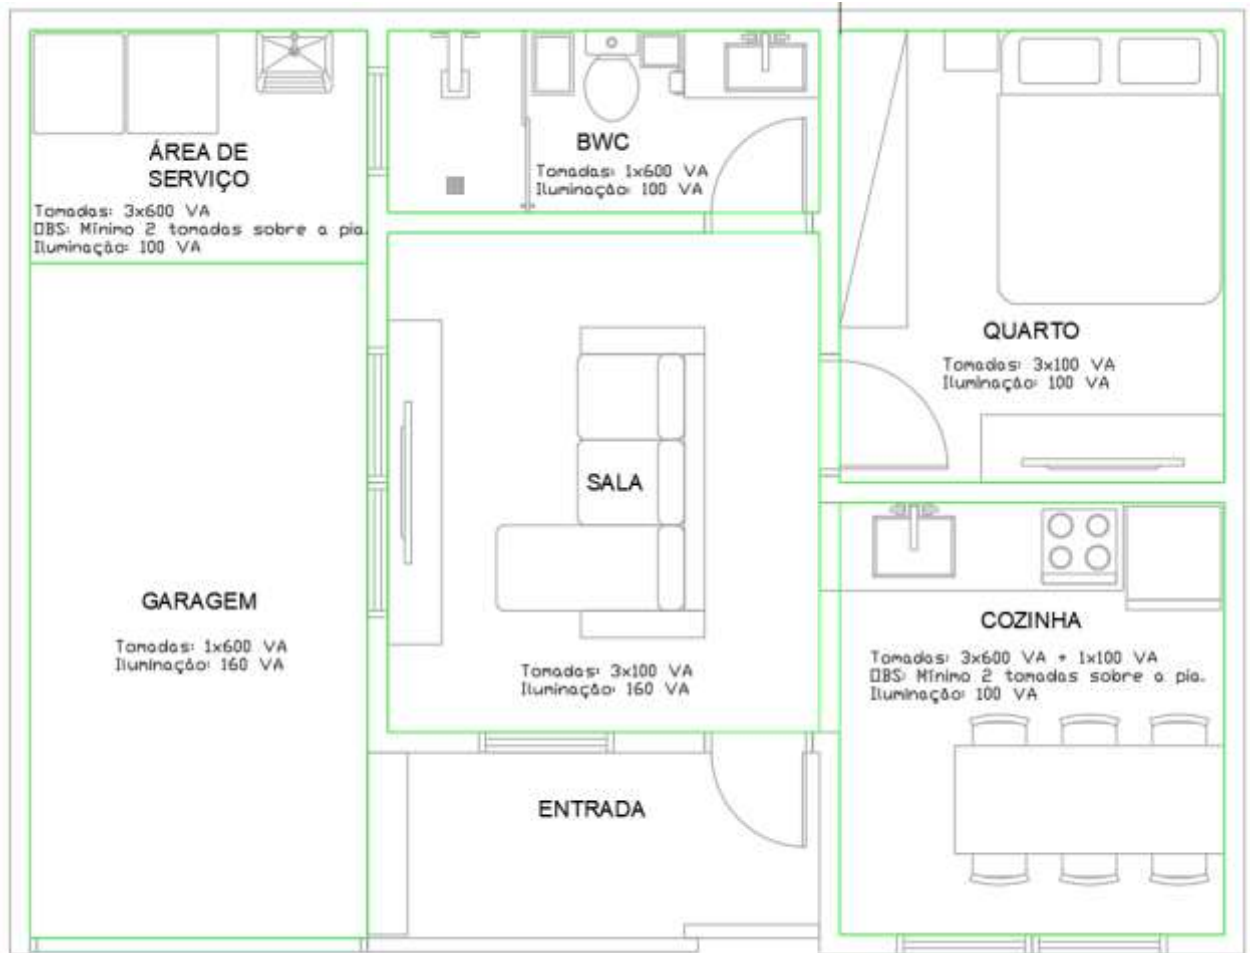 ÁREA DE
SERVIÇO
Tomadas: 3x600 VA
OBS: Mínimo 2 tomadas sobre a pia.
Iluminação: 100 VA
BWC
Tomadas: 1x600 VA
Iluminação: 100 VA
QUARTO
Tomadas: 3x100 VA
Iluminação: 100 VA
SALA
Tomadas: 3x100 VA
Iluminação: 160 VA
GARAGEM
Tomadas: 1x600 VA
Iluminação: 160 VA
COZINHA
Tomadas: 3x600 VA + 1x100 VA
OBS: Mínimo 2 tomadas sobre a pia.
Iluminação: 100 VA
ENTRADA